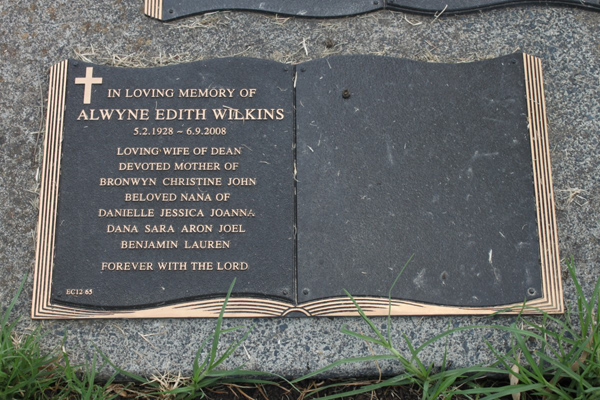 IN LOVING MEMORY OF
ALWYNE EDITH WILKINS
5.2.1928 ~ 6.9.2008
LOVING WIFE OF DEAN
DEVOTED MOTHER OF
BRONWYN CHRISTINE JOHN
BELOVED NANA OF
DANIELLE JESSICA JOANNA
DANA SARA ARON JOEL
BENJAMIN LAUREN
FOREVER WITH THE LORD
EC12 65